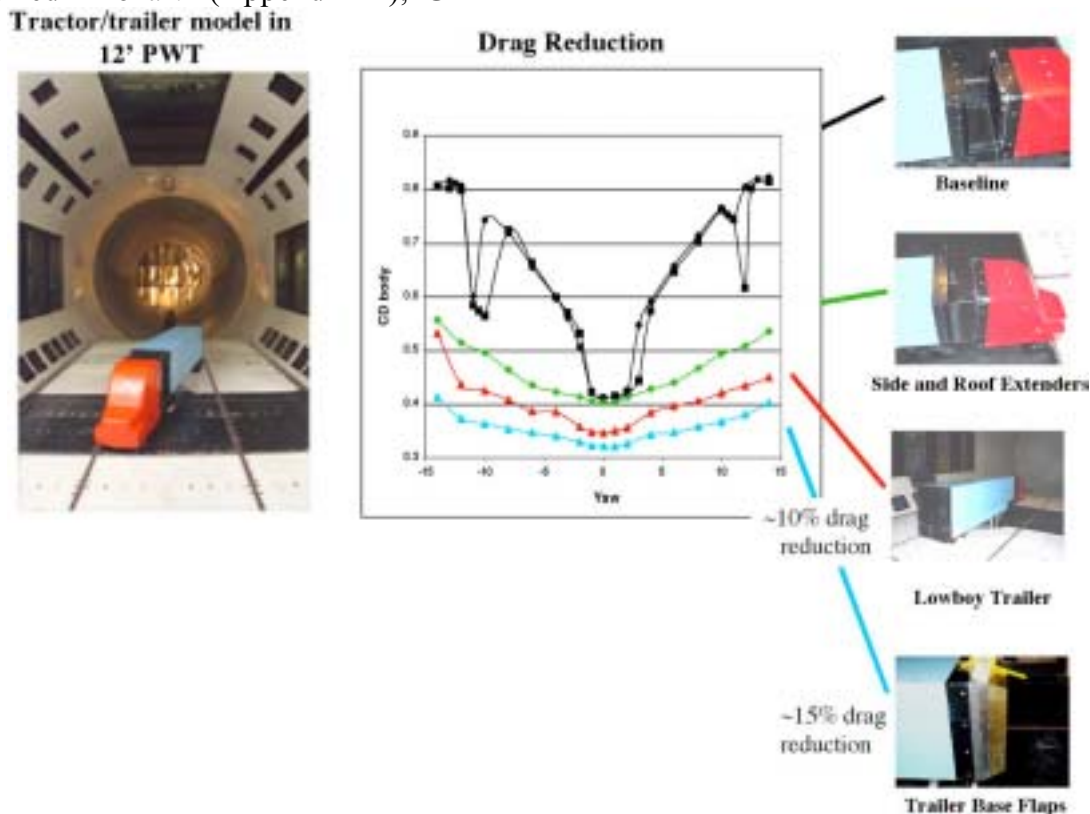 Tractor/trailer model in
12’ PWT
Drag Reduction
0.9
0.8
0.7
0.6
0.5
0.4
0.3
CD body
-15
-10
-5
0
5
10
15
Yaw
Baseline
Side and Roof Extenders
~10% drag
reduction
Lowboy Trailer
~15% drag
reduction
Trailer Base Flaps